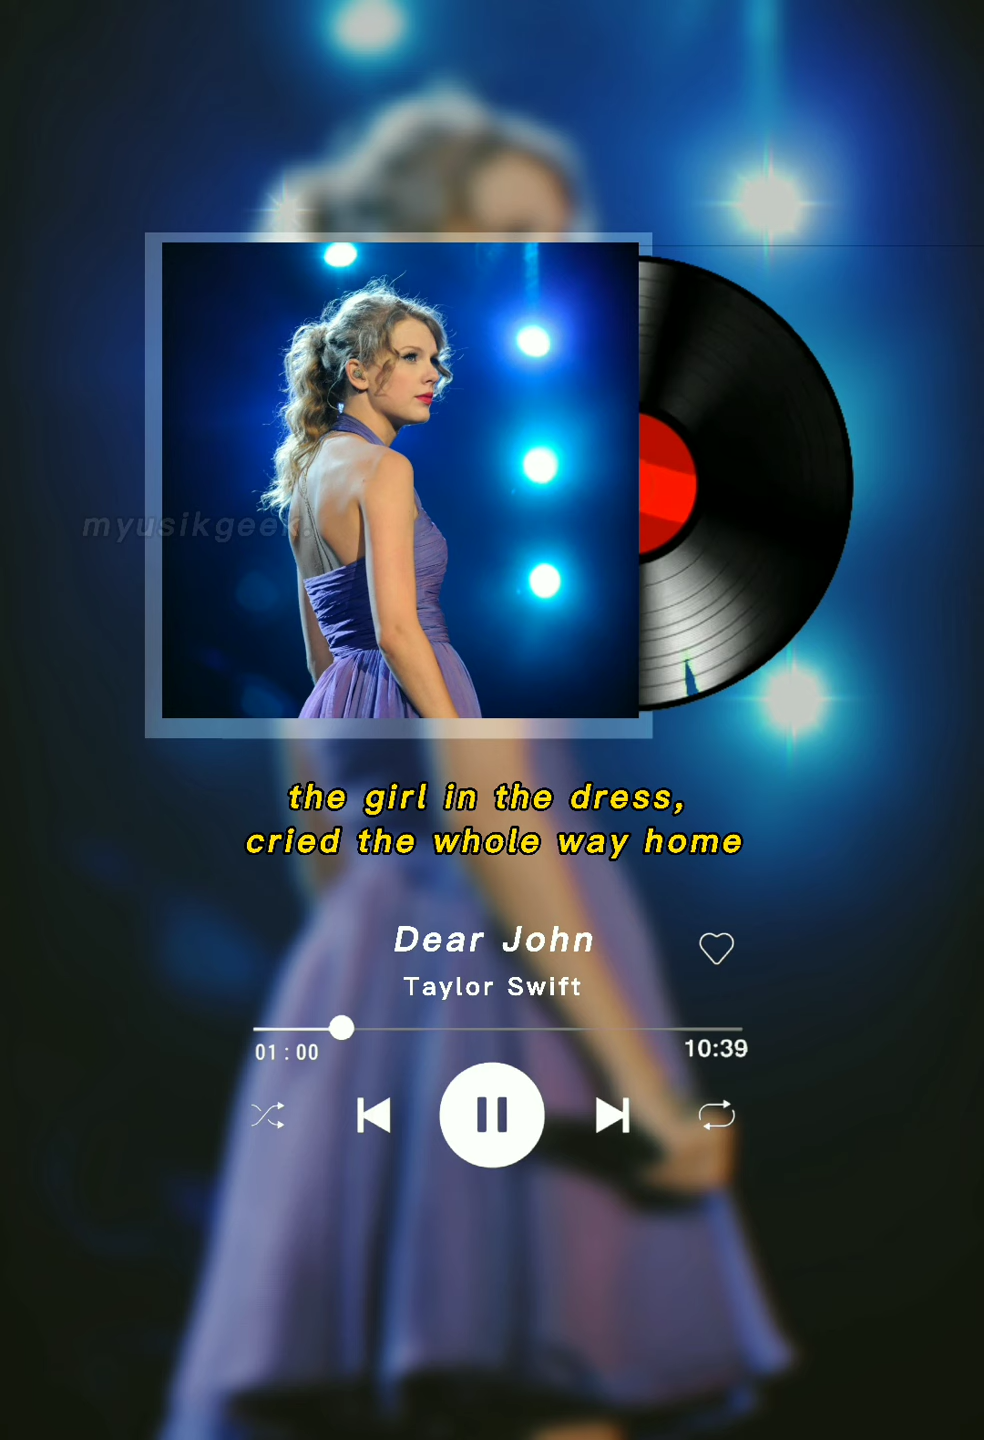 myusikgeek.
the girl in the dress,
cried the whole way home
Dear John
Taylor Swift
01 : 00
10:39